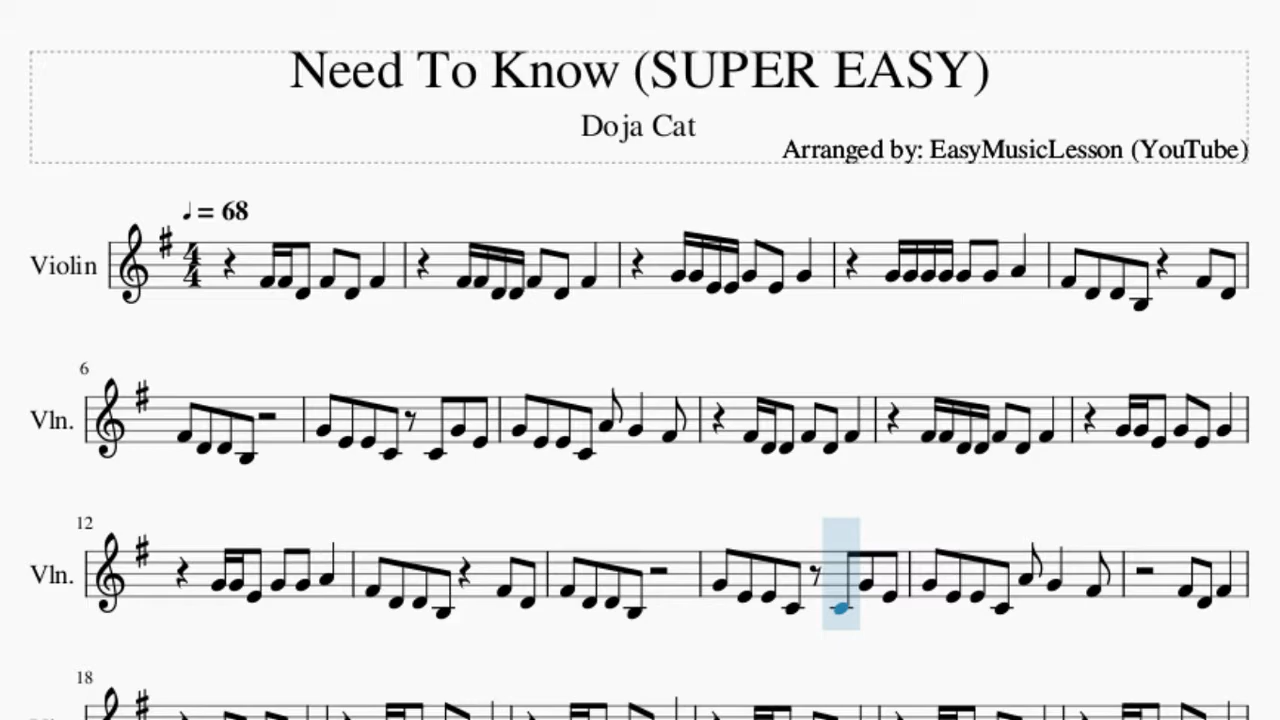 Need To Know (SUPER EASY)
Doja Cat
Arranged by: EasyMusicLesson (YouTube)
♩ = 68
Violin
4
4
6
Vln.
12
Vln.
18